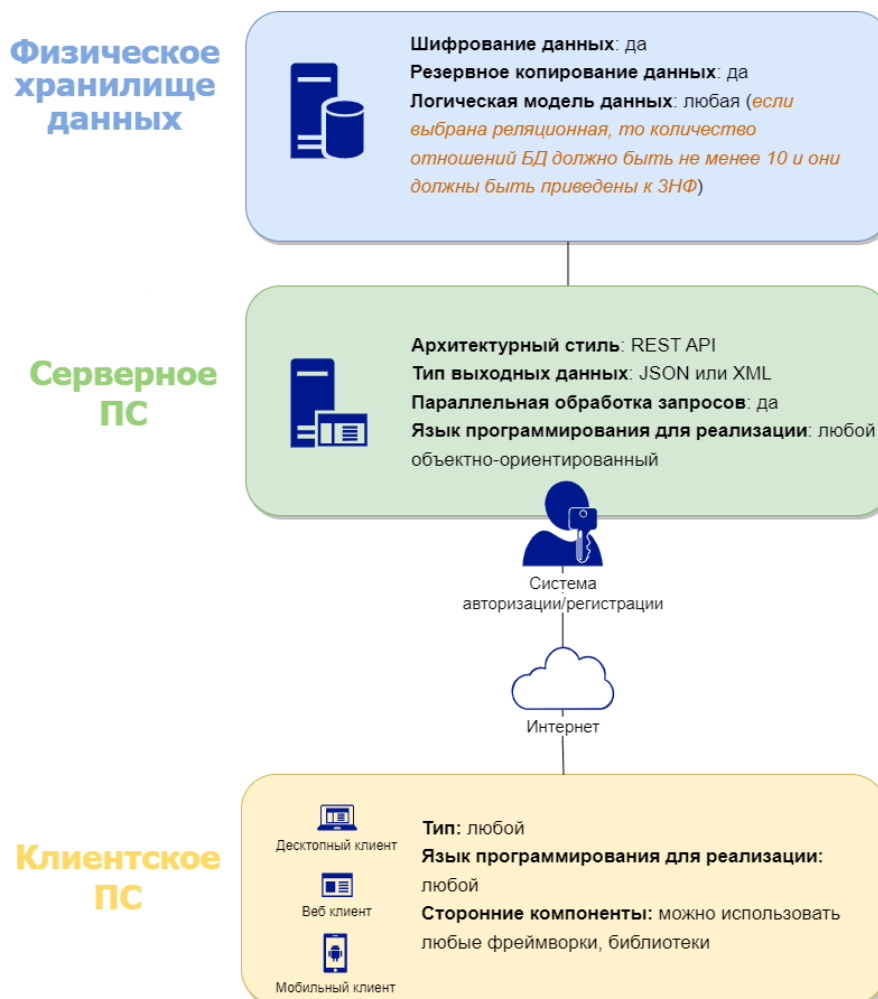 Физическое
хранилище
данных
Шифрование данных: да
Резервное копирование данных: да
Логическая модель данных: любая (если
выбрана реляционная, то количество
отношений БД должно быть не менее 10 и они
должны быть приведены к 3НФ)
Серверное
ПС
Архитектурный стиль: REST API
Тип выходных данных: JSON или XML
Параллельная обработка запросов: да
Язык программирования для реализации: любой
объектно-ориентированный
Система
авторизации/регистрации
Интернет
Клиентское
ПС
Десктопный клиент
Веб клиент
Мобильный клиент
Тип: любой
Язык программирования для реализации:
любой
Сторонние компоненты: можно использовать
любые фреймворки, библиотеки